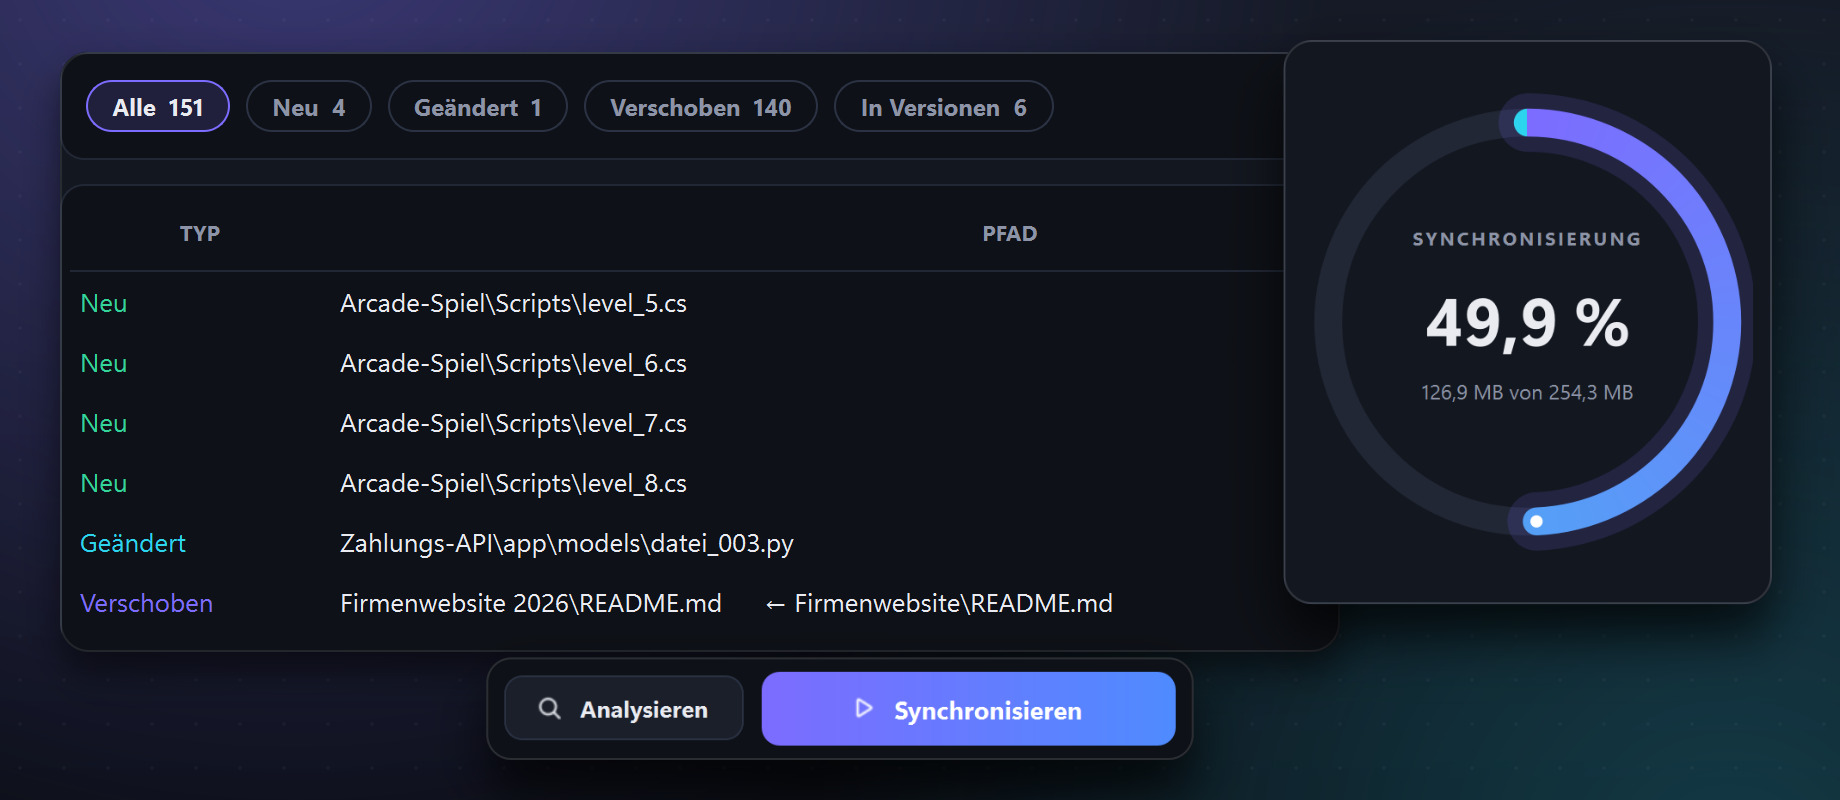 Alle 151 Neu 4 Geändert 1 Verschoben 140 In Versionen 6
TYP PFAD
Neu Arcade-Spiel\Scripts\level_5.cs
Neu Arcade-Spiel\Scripts\level_6.cs
Neu Arcade-Spiel\Scripts\level_7.cs
Neu Arcade-Spiel\Scripts\level_8.cs
Geändert Zahlungs-API\app\models\datei_003.py
Verschoben Firmenwebsite 2026\README.md ← Firmenwebsite\README.md
SYNCHRONISIERUNG
49,9 %
126,9 MB von 254,3 MB
Analysieren Synchronisieren